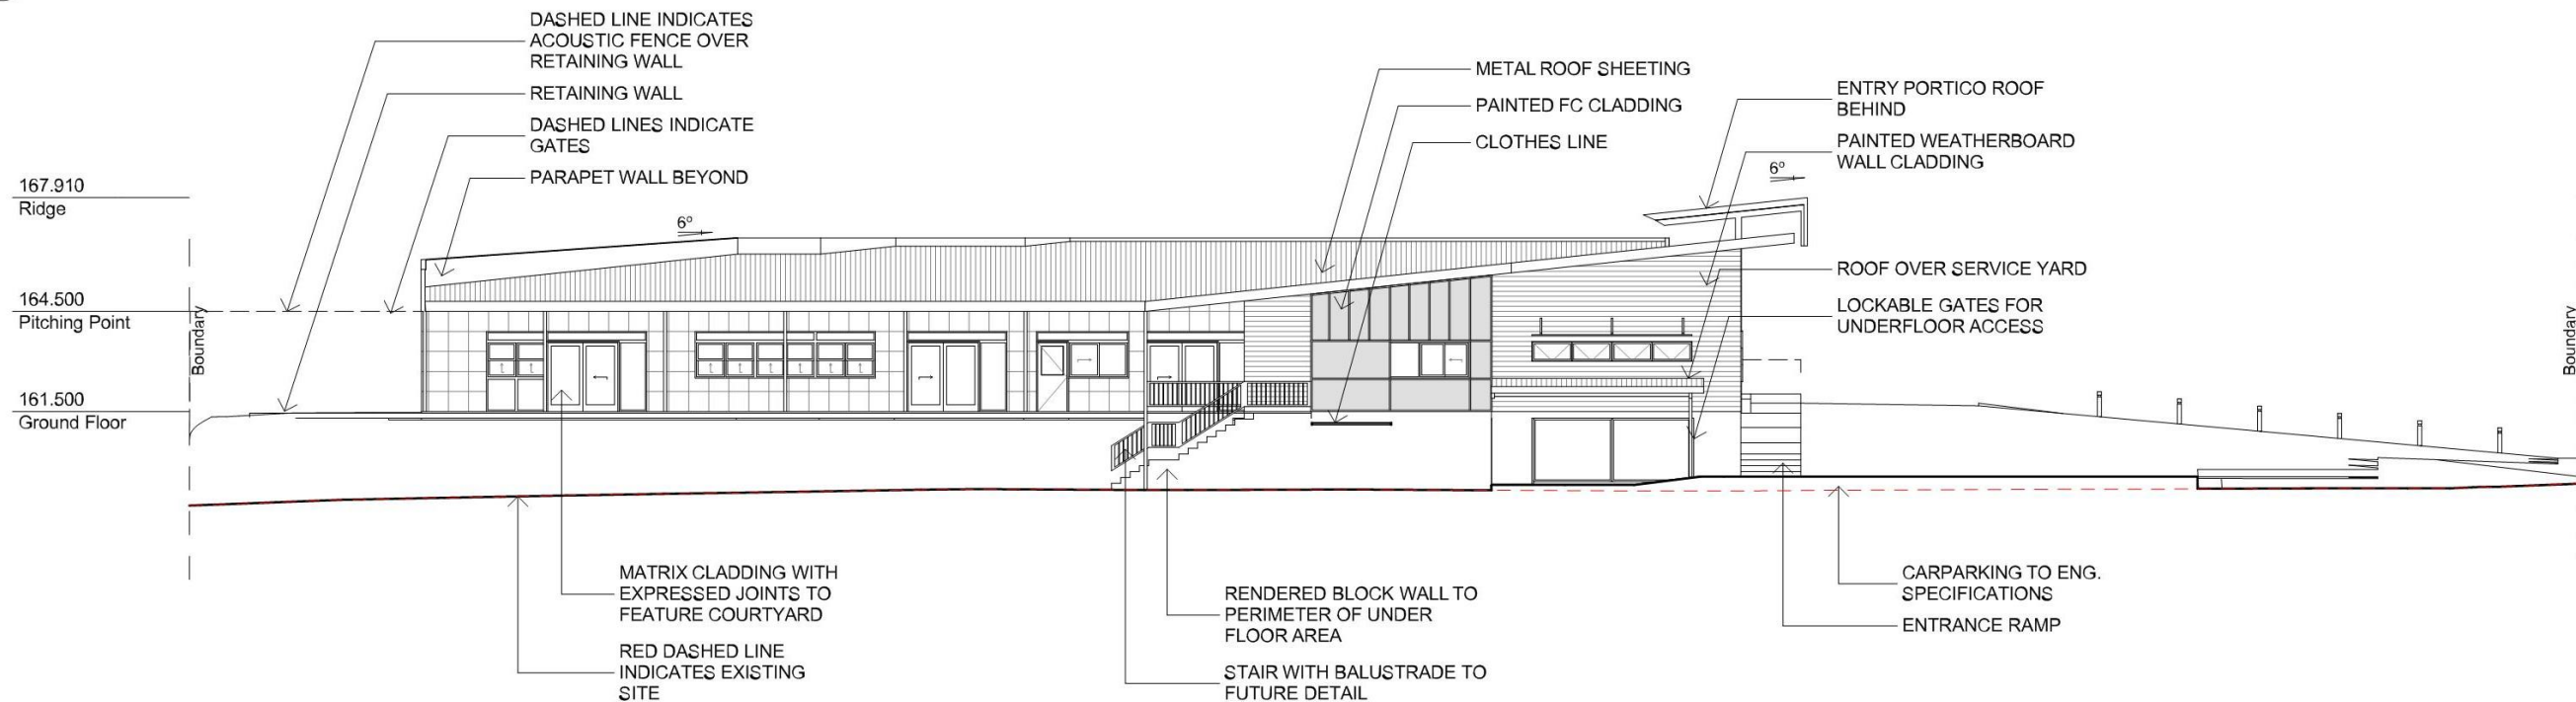 DASHED LINE INDICATES
ACOUSTIC FENCE OVER
RETAINING WALL
RETAINING WALL
DASHED LINES INDICATE
GATES
PARAPET WALL BEYOND
METAL ROOF SHEETING
PAINTED FC CLADDING
CLOTHES LINE
ENTRY PORTICO ROOF
BEHIND
PAINTED WEATHERBOARD
WALL CLADDING
6°
6°
ROOF OVER SERVICE YARD
LOCKABLE GATES FOR
UNDERFLOOR ACCESS
167.910
Ridge
164.500
Pitching Point
161.500
Ground Floor
Boundary
Boundary
MATRIX CLADDING WITH
EXPRESSED JOINTS TO
FEATURE COURTYARD
RED DASHED LINE
INDICATES EXISTING
SITE
RENDERED BLOCK WALL TO
PERIMETER OF UNDER
FLOOR AREA
STAIR WITH BALUSTRADE TO
FUTURE DETAIL
CARPARKING TO ENG.
SPECIFICATIONS
ENTRANCE RAMP